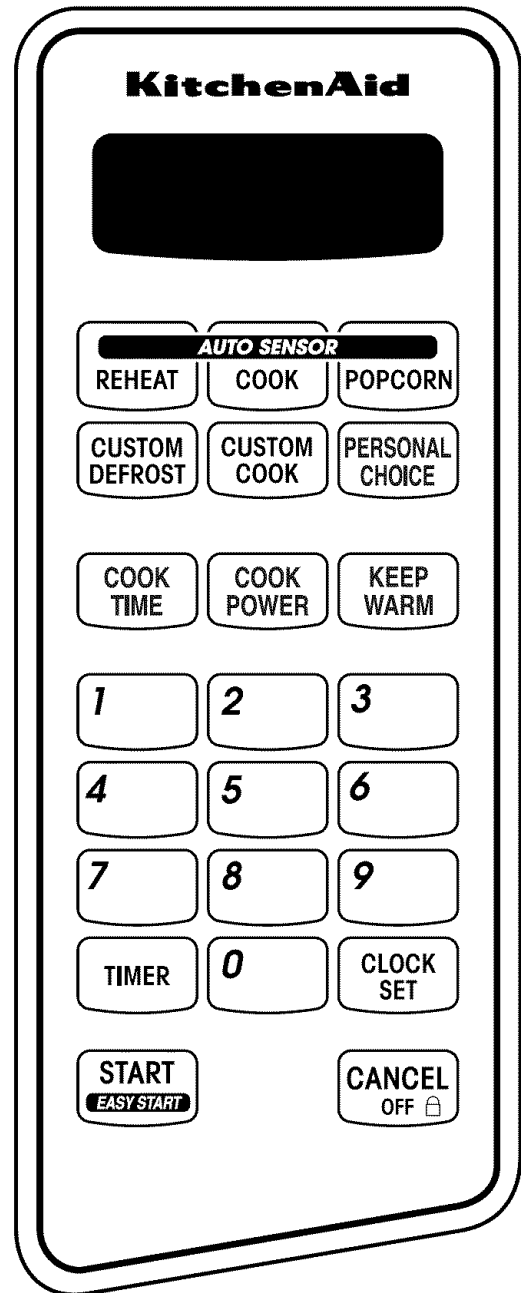 KitchenAid
AUTO SENSOR
REHEAT COOK POPCORN
CUSTOM DEFROST CUSTOM COOK PERSONAL CHOICE
COOK TIME COOK POWER KEEP WARM
1 2 3
4 5 6
7 8 9
TIMER 0 CLOCK SET
START CANCEL
EASY START OFF